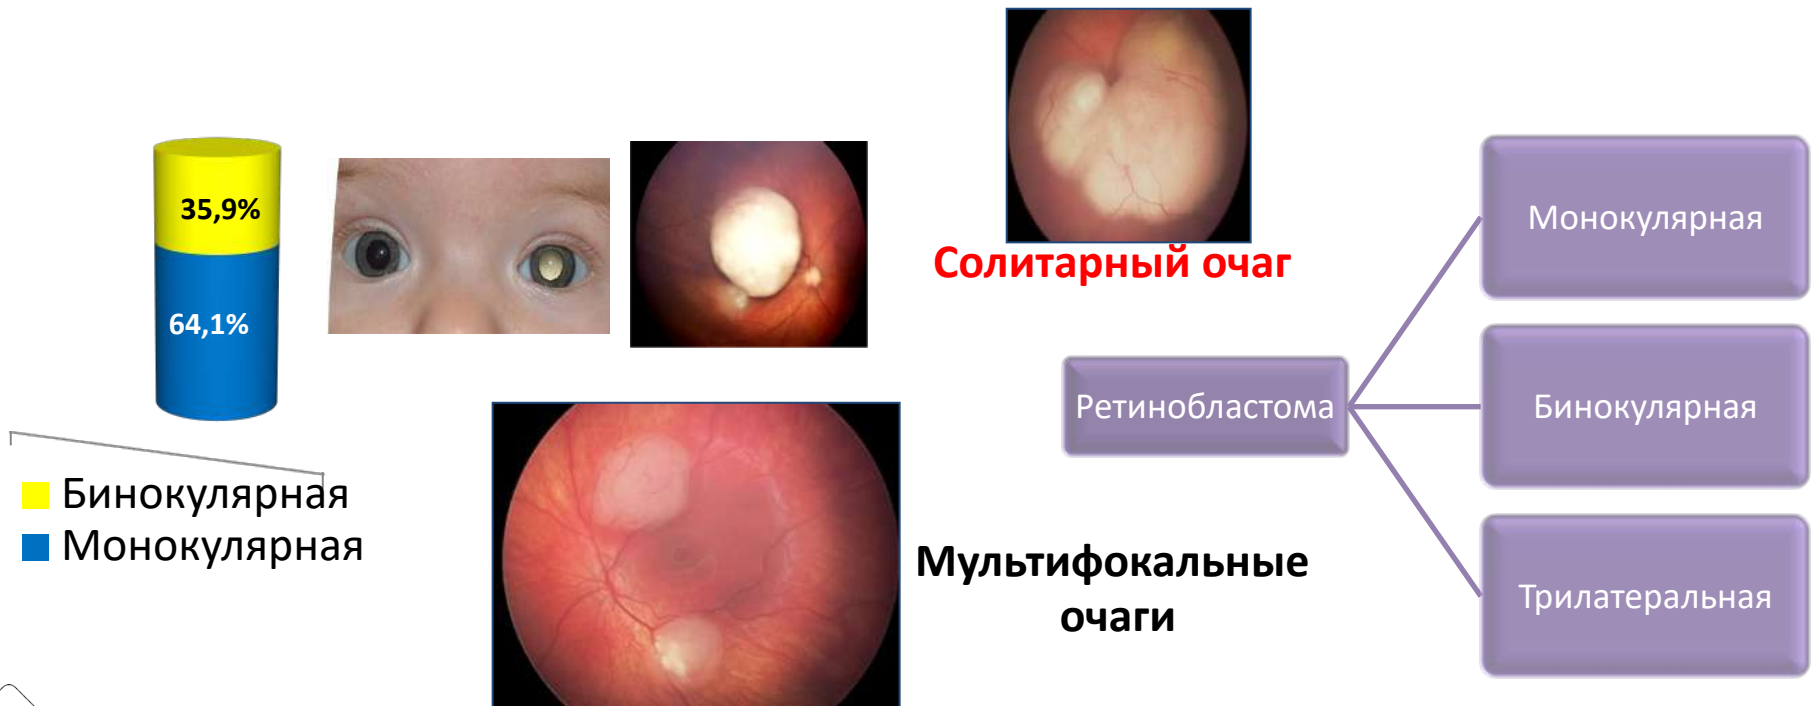 35,9%
64,1%
Бинокулярная
Монокулярная
Солитарный очаг
Мультифокальные
очаги
Ретинобластома
Монокулярная
Бинокулярная
Трилатеральная